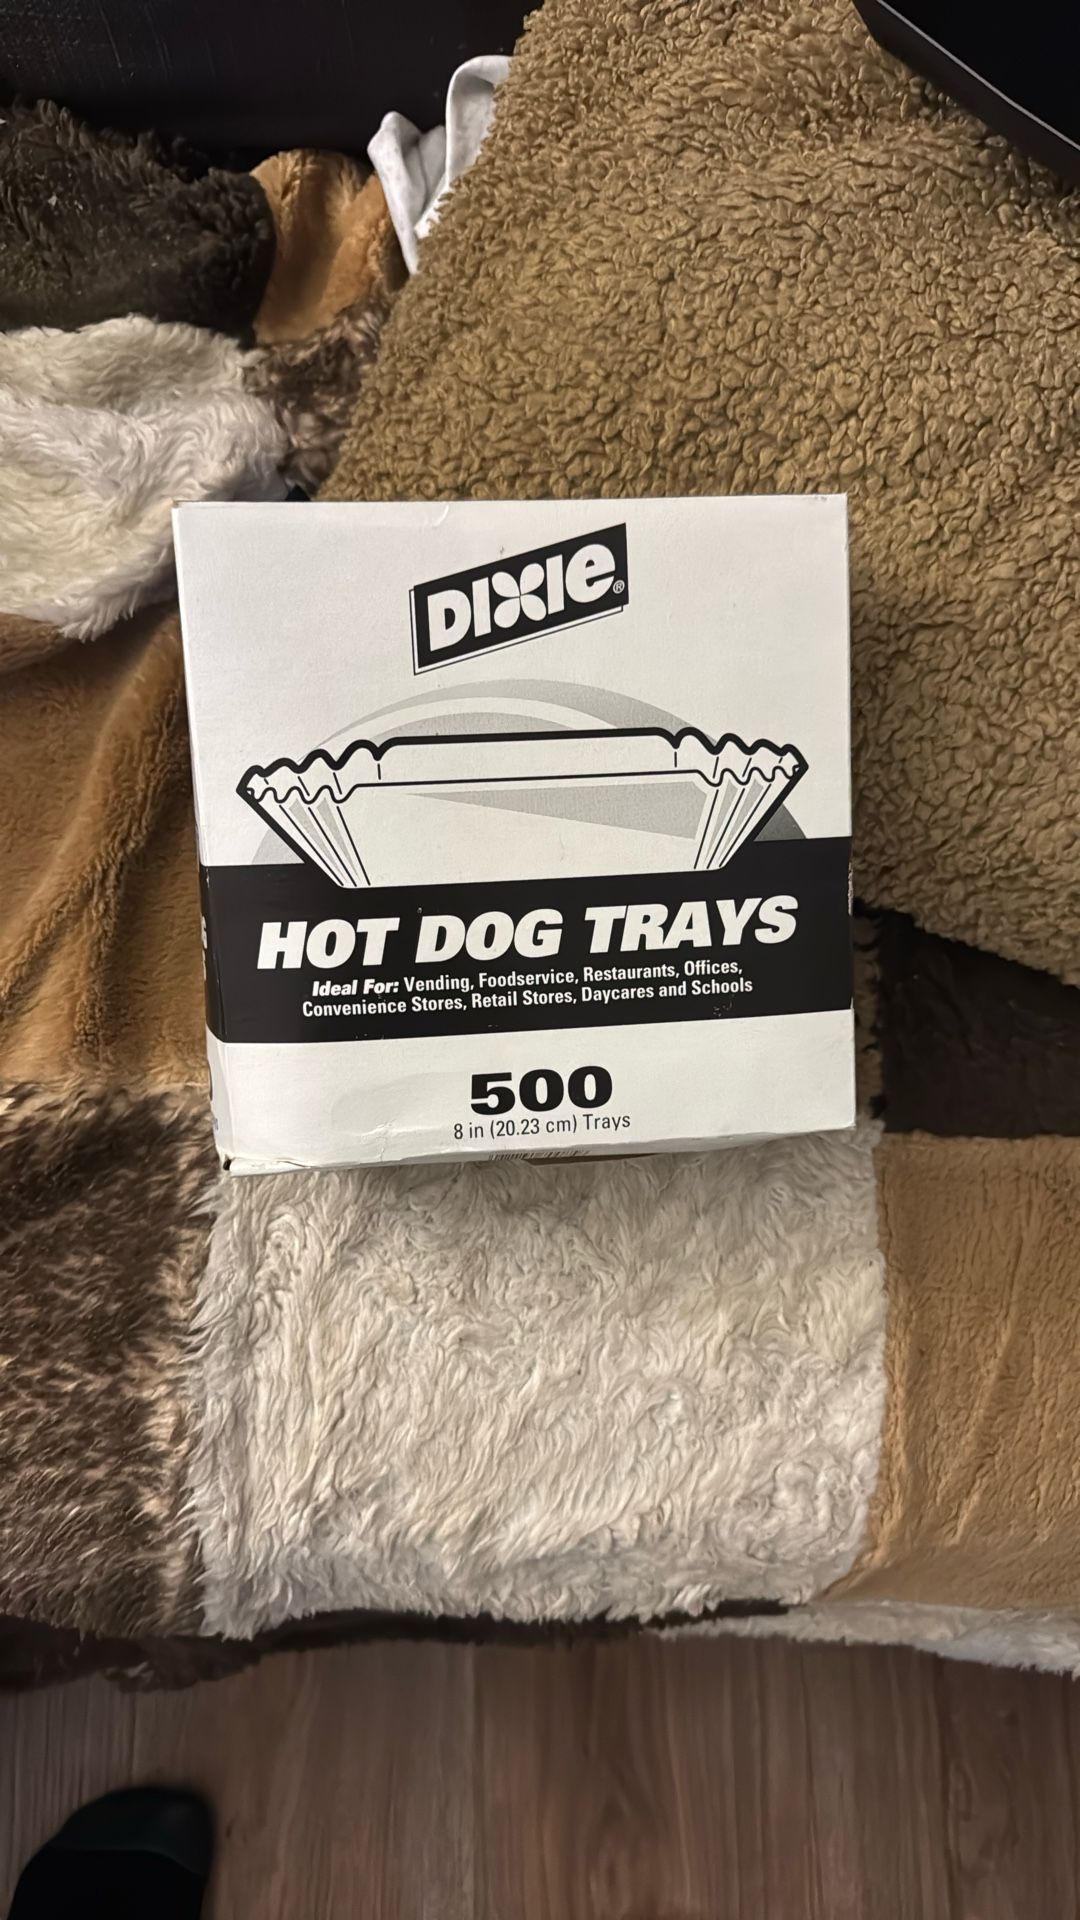 DIXIE®
HOT DOG TRAYS
Ideal For: Vending, Foodservice, Restaurants, Offices,
Convenience Stores, Retail Stores, Daycares and Schools
500
8 in (20.23 cm) Trays